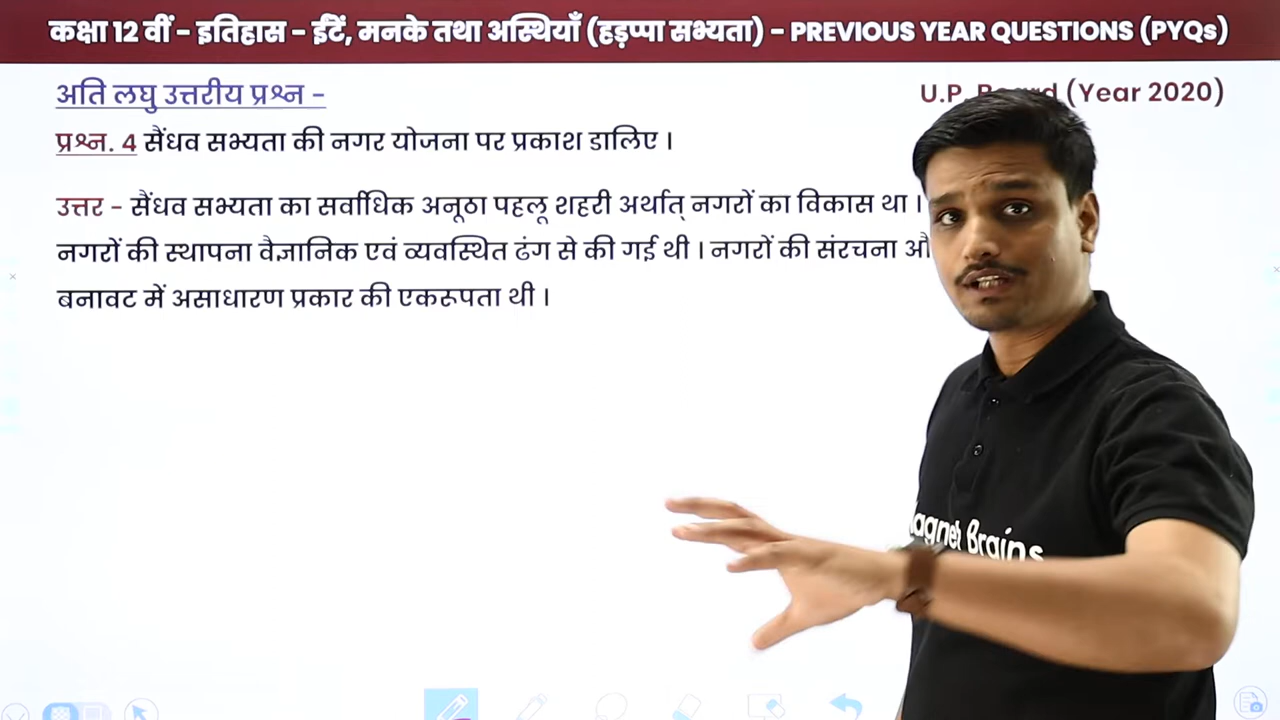 कक्षा 12 वीं - इतिहास - ईंटें, मनके तथा अस्थियाँ (हड़प्पा सभ्यता) - PREVIOUS YEAR QUESTIONS (PYQs)
अति लघु उत्तरीय प्रश्न -
U.P. Board (Year 2020)
प्रश्न. 4 सैंधव सभ्यता की नगर योजना पर प्रकाश डालिए ।
उत्तर - सैंधव सभ्यता का सर्वाधिक अनूठा पहलू शहरी अर्थात् नगरों का विकास था ।
नगरों की स्थापना वैज्ञानिक एवं व्यवस्थित ढंग से की गई थी । नगरों की संरचना
बनावट में असाधारण प्रकार की एकरूपता थी ।
agnet Brains